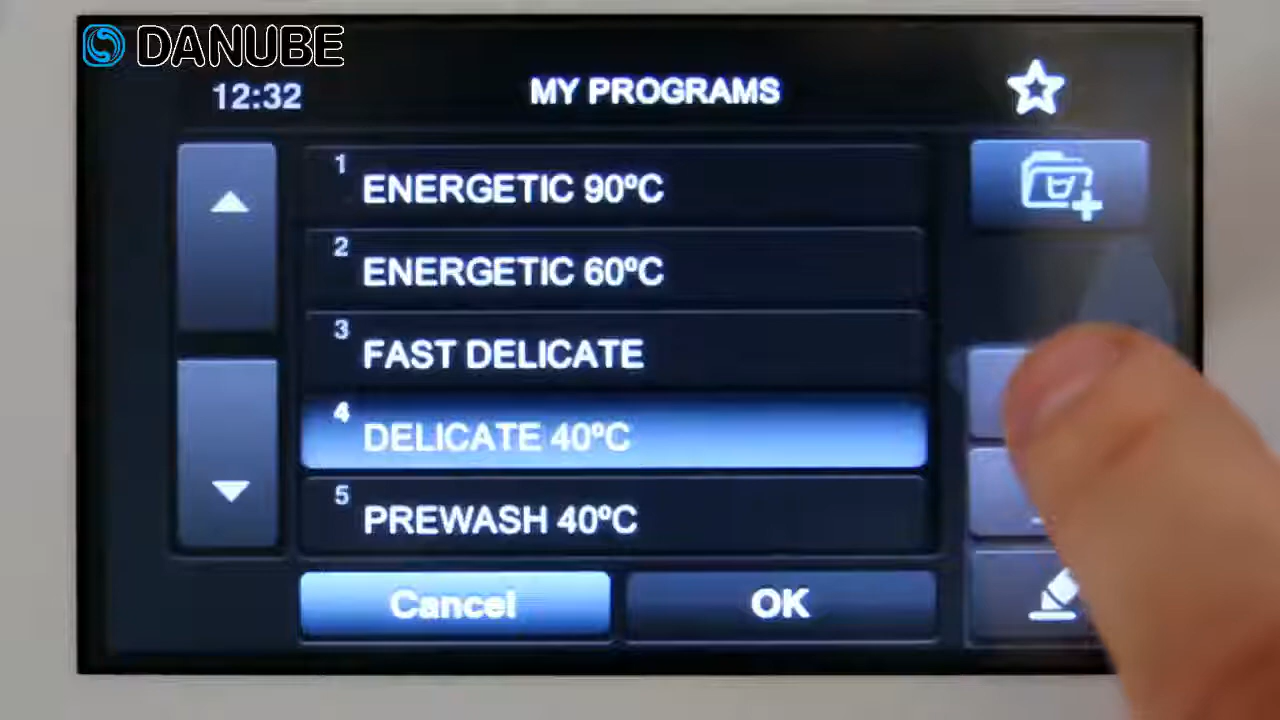 DANUBE
12:32
MY PROGRAMS
1
ENERGETIC 90ºC
2
ENERGETIC 60ºC
3
FAST DELICATE
4
DELICATE 40ºC
5
PREWASH 40ºC
Cancel
OK